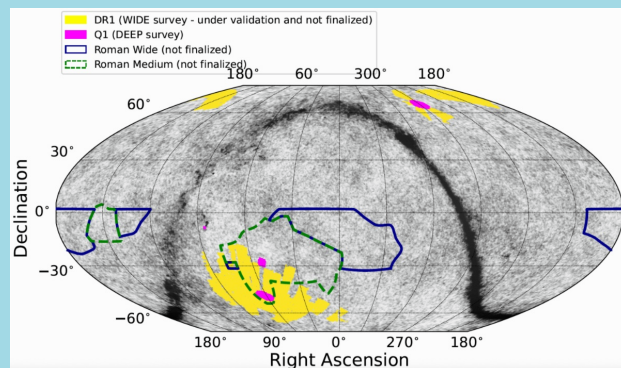 DR1 (WIDE survey - under validation and not finalized)
Q1 (DEEP survey)
Roman Wide (not finalized)
Roman Medium (not finalized)
180° 60° 300° 180°
60°
30°
0°
−30°
−60°
180° 90° 0° 270° 180°
Declination
Right Ascension